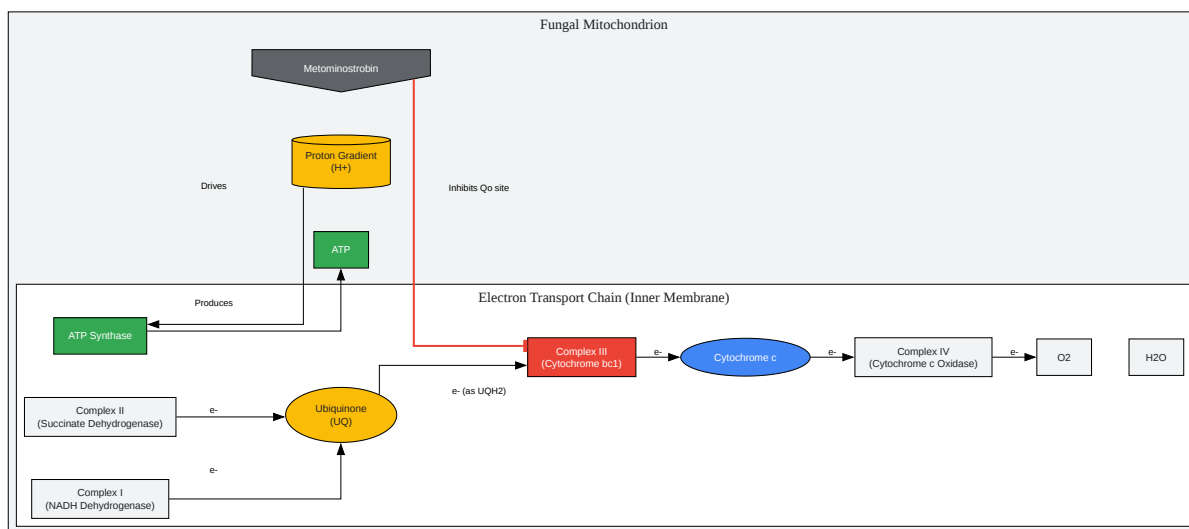 Fungal Mitochondrion
Metominostrobin
Proton Gradient
(H+)
Drives
Inhibits Qo site
ATP
Electron Transport Chain (Inner Membrane)
Produces
ATP Synthase
Complex III
(Cytochrome bc1)
e-
Cytochrome c
e-
Complex IV
(Cytochrome c Oxidase)
e-
O2
H2O
e- (as UQH2)
Complex II
(Succinate Dehydrogenase)
e-
Ubiquinone
(UQ)
e-
Complex I
(NADH Dehydrogenase)